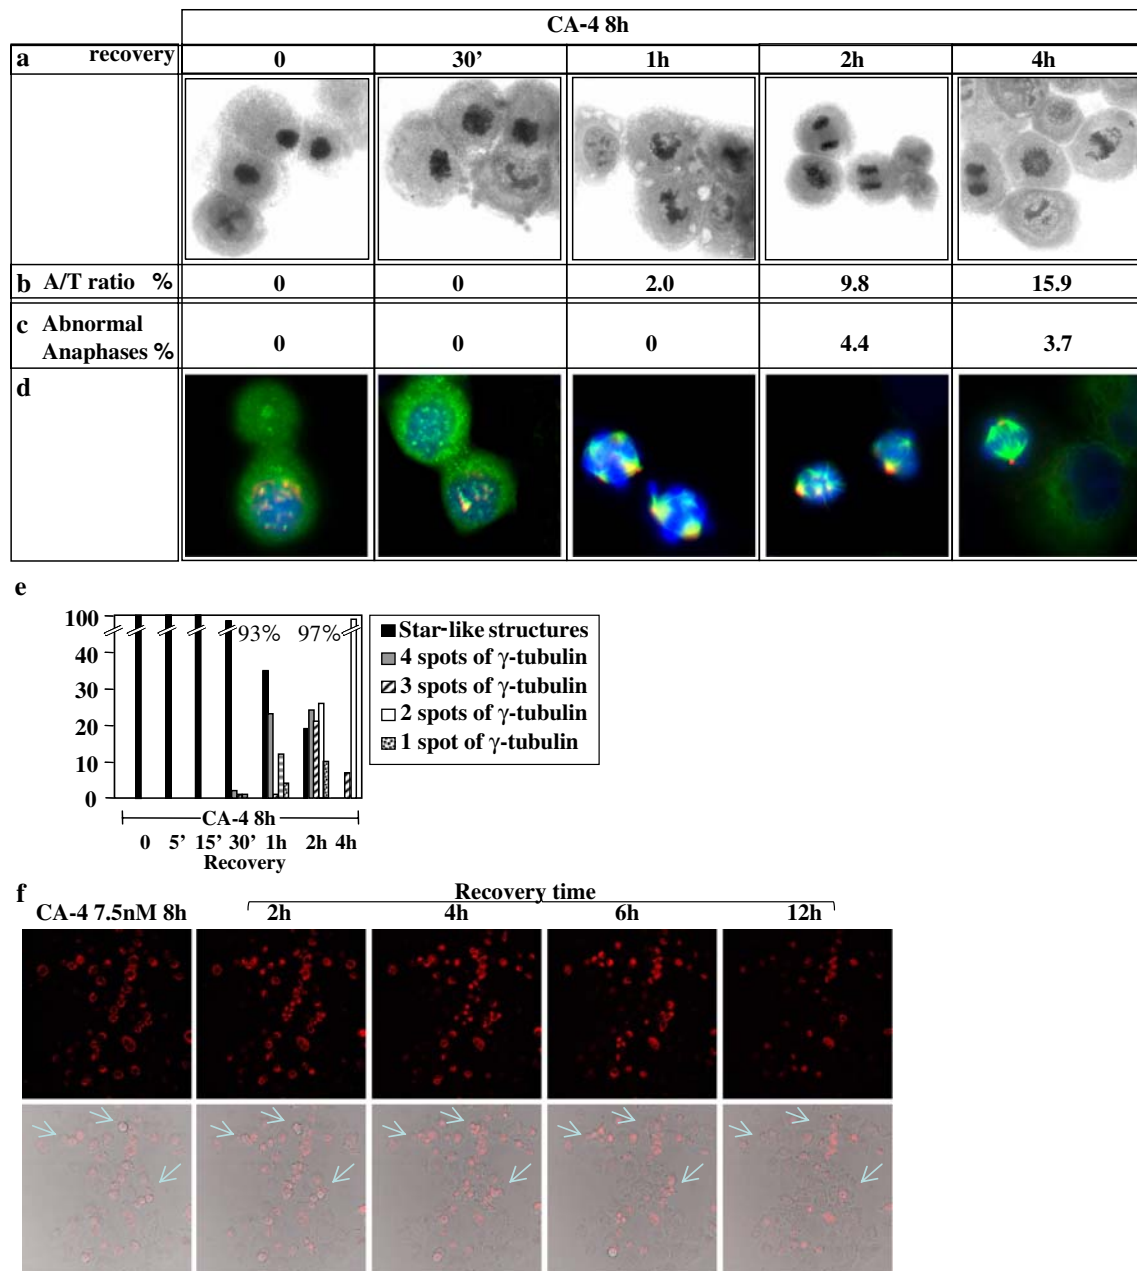 CA-4 8h
a recovery 0 30’ 1h 2h 4h
b A/T ratio % 0 0 2.0 9.8 15.9
c Abnormal
Anaphases % 0 0 0 4.4 3.7
d
e
100
40
30
20
10
0
93% 97%
Star-like structures
4 spots of γ-tubulin
3 spots of γ-tubulin
2 spots of γ-tubulin
1 spot of γ-tubulin
CA-4 8h
0 5’ 15’ 30’ 1h 2h 4h
Recovery
f Recovery time
CA-4 7.5nM 8h 2h 4h 6h 12h